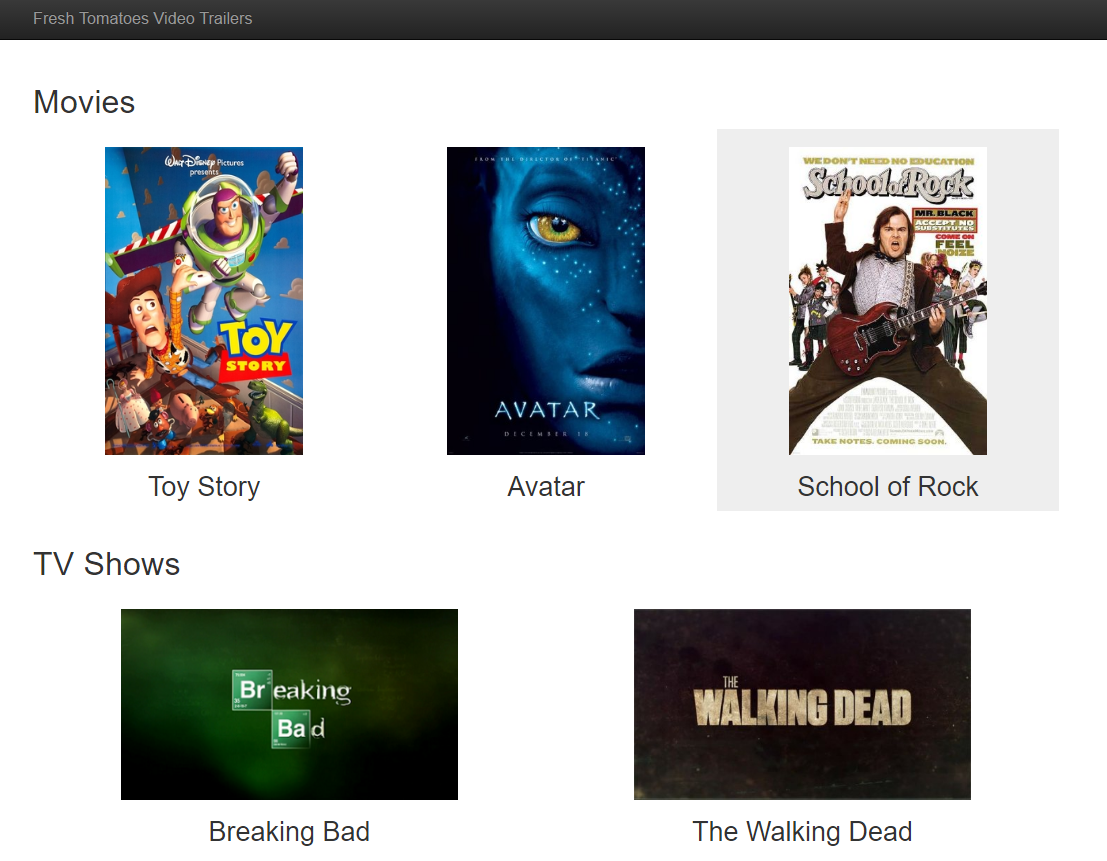 Fresh Tomatoes Video Trailers
Movies
WALT DISNEY Pictures
presents
TOY
STORY
Toy Story
FROM THE DIRECTOR OF "TITANIC"
AVATAR
DECEMBER 18
Avatar
WE DON'T NEED NO EDUCATION
School of Rock
MR. BLACK
ACCEPT NO
SUBSTITUTES
COME ON
FEEL
NOIZE
TAKE NOTES. COMING SOON.
School of Rock
TV Shows
Breaking
Bad
Breaking Bad
THE
WALKING DEAD
The Walking Dead